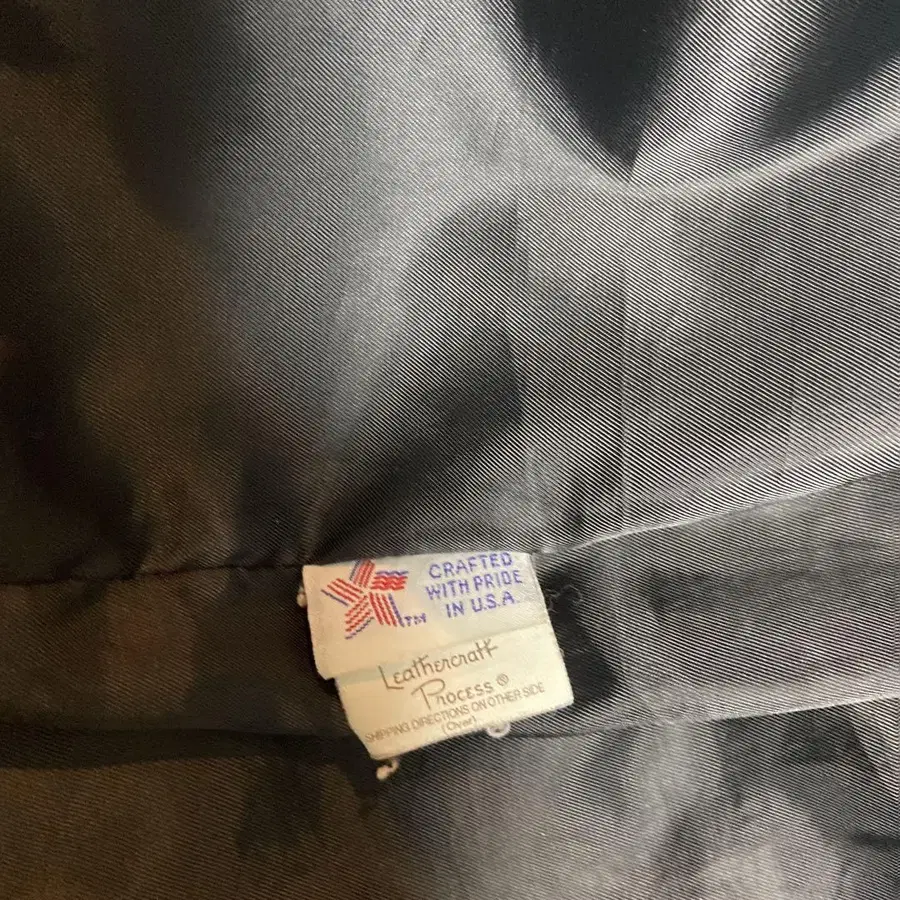 CRAFTED
WITH PRIDE
IN U.S.A.
TM
Leathercraft
Process®
SHIPPING DIRECTIONS ON OTHER SIDE
(Over)